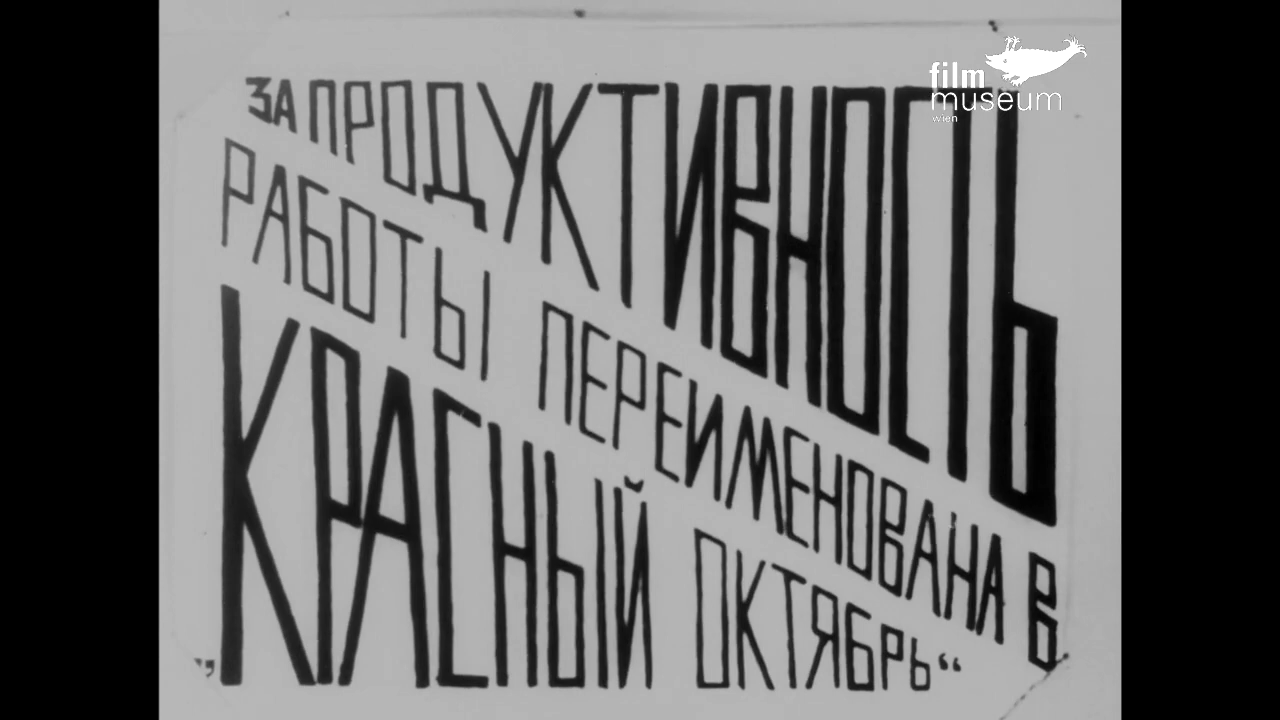 ЗА ПРОДУКТИВНОСТЬ
РАБОТЫ ПЕРЕИМЕНОВАНА В
„КРАСНЫЙ ОКТЯБРЬ“
film
museum
wien